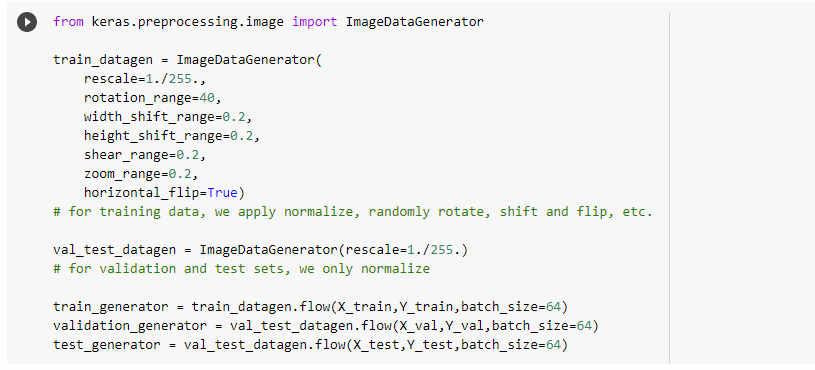 from keras.preprocessing.image import ImageDataGenerator
train_datagen = ImageDataGenerator(
rescale=1./255.,
rotation_range=40,
width_shift_range=0.2,
height_shift_range=0.2,
shear_range=0.2,
zoom_range=0.2,
horizontal_flip=True)
# for training data, we apply normalize, randomly rotate, shift and flip, etc.
val_test_datagen = ImageDataGenerator(rescale=1./255.)
# for validation and test sets, we only normalize
train_generator = train_datagen.flow(X_train,Y_train,batch_size=64)
validation_generator = val_test_datagen.flow(X_val,Y_val,batch_size=64)
test_generator = val_test_datagen.flow(X_test,Y_test,batch_size=64)